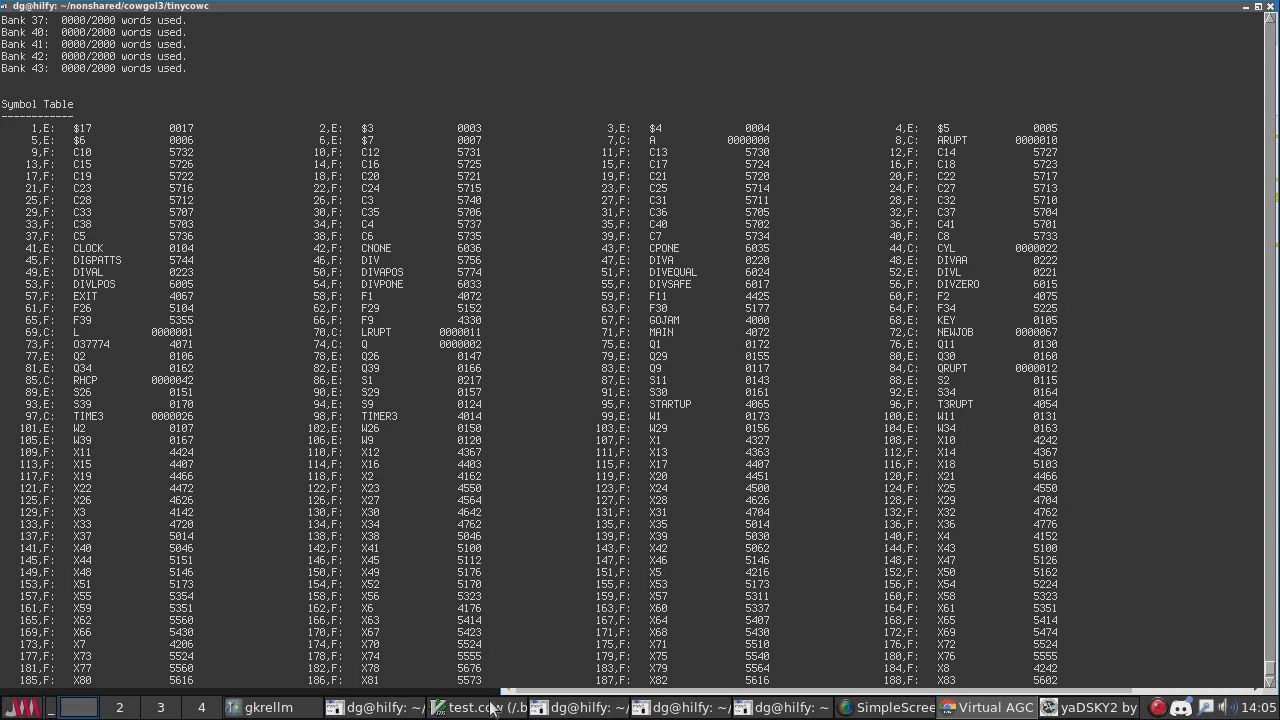 dg@hilfy: ~/nonshared/cowgol3/tinycowc
Bank 37: 0000/2000 words used.
Bank 40: 0000/2000 words used.
Bank 41: 0000/2000 words used.
Bank 42: 0000/2000 words used.
Bank 43: 0000/2000 words used.
Symbol Table
------------
1,E: $17 0017 2,E: $3 0003 3,E: $4 0004 4,E: $5 0005
5,E: $6 0006 6,E: $7 0007 7,C: A 0000000 8,C: ARUPT 0000010
9,F: C10 5732 10,F: C12 5731 11,F: C13 5730 12,F: C14 5727
13,F: C15 5726 14,F: C16 5725 15,F: C17 5724 16,F: C18 5723
17,F: C19 5722 18,F: C20 5721 19,F: C21 5720 20,F: C22 5717
21,F: C23 5716 22,F: C24 5715 23,F: C25 5714 24,F: C27 5713
25,F: C28 5712 26,F: C3 5740 27,F: C31 5711 28,F: C32 5710
29,F: C33 5707 30,F: C35 5706 31,F: C36 5705 32,F: C37 5704
33,F: C38 5703 34,F: C4 5737 35,F: C40 5702 36,F: C41 5701
37,F: C5 5736 38,F: C6 5735 39,F: C7 5734 40,F: C8 5733
41,E: CLOCK 0104 42,F: CNONE 6036 43,F: CPONE 6035 44,C: CYL 0000022
45,F: DIGPATTS 5744 46,F: DIV 5756 47,E: DIVA 0220 48,E: DIVAA 0222
49,E: DIVAL 0223 50,F: DIVAPOS 5774 51,F: DIVEQUAL 6024 52,E: DIVL 0221
53,F: DIVLPOS 6005 54,F: DIVPONE 6033 55,F: DIVSAFE 6017 56,F: DIVZERO 6015
57,F: EXIT 4067 58,F: F1 4072 59,F: F11 4425 60,F: F2 4075
61,F: F26 5104 62,F: F29 5152 63,F: F30 5177 64,F: F34 5225
65,F: F39 5355 66,F: F9 4330 67,F: GOJAM 4000 68,E: KEY 0105
69,C: L 0000001 70,C: LRUPT 0000011 71,F: MAIN 4072 72,C: NEWJOB 0000067
73,F: O37774 4071 74,C: Q 0000002 75,E: Q1 0172 76,E: Q11 0130
77,E: Q2 0106 78,E: Q26 0147 79,E: Q29 0155 80,E: Q30 0160
81,E: Q34 0162 82,E: Q39 0166 83,E: Q9 0117 84,C: QRUPT 0000012
85,C: RHCP 0000042 86,E: S1 0217 87,E: S11 0143 88,E: S2 0115
89,E: S26 0151 90,E: S29 0157 91,E: S30 0161 92,E: S34 0164
93,E: S39 0170 94,E: S9 0124 95,F: STARTUP 4065 96,F: T3RUPT 4054
97,C: TIME3 0000026 98,F: TIMER3 4014 99,E: W1 0173 100,E: W11 0131
101,E: W2 0107 102,E: W26 0150 103,E: W29 0156 104,E: W34 0163
105,E: W39 0167 106,E: W9 0120 107,F: X1 4327 108,F: X10 4242
109,F: X11 4424 110,F: X12 4367 111,F: X13 4363 112,F: X14 4367
113,F: X15 4407 114,F: X16 4403 115,F: X17 4407 116,F: X18 5103
117,F: X19 4466 118,F: X2 4162 119,F: X20 4451 120,F: X21 4466
121,F: X22 4472 122,F: X23 4550 123,F: X24 4500 124,F: X25 4550
125,F: X26 4626 126,F: X27 4564 127,F: X28 4626 128,F: X29 4704
129,F: X3 4142 130,F: X30 4642 131,F: X31 4704 132,F: X32 4762
133,F: X33 4720 134,F: X34 4762 135,F: X35 5014 136,F: X36 4776
137,F: X37 5014 138,F: X38 5046 139,F: X39 5030 140,F: X4 4152
141,F: X40 5046 142,F: X41 5100 143,F: X42 5062 144,F: X43 5100
145,F: X44 5151 146,F: X45 5112 147,F: X46 5146 148,F: X47 5126
149,F: X48 5146 150,F: X49 5176 151,F: X5 4216 152,F: X50 5162
153,F: X51 5173 154,F: X52 5170 155,F: X53 5173 156,F: X54 5224
157,F: X55 5354 158,F: X56 5323 159,F: X57 5311 160,F: X58 5323
161,F: X59 5351 162,F: X6 4176 163,F: X60 5337 164,F: X61 5351
165,F: X62 5560 166,F: X63 5414 167,F: X64 5407 168,F: X65 5414
169,F: X66 5430 170,F: X67 5423 171,F: X68 5430 172,F: X69 5474
173,F: X7 4206 174,F: X70 5524 175,F: X71 5510 176,F: X72 5524
177,F: X73 5524 178,F: X74 5555 179,F: X75 5540 180,F: X76 5555
181,F: X77 5560 182,F: X78 5676 183,F: X79 5564 184,F: X8 4242
185,F: X80 5616 186,F: X81 5573 187,F: X82 5616 188,F: X83 5602
2 3 4 gkrellm dg@hilfy: ~/ test.cow (/.b dg@hilfy: ~/ dg@hilfy: ~, dg@hilfy: ~/ SimpleScree Virtual AGC yaDSKY2 by 14:05